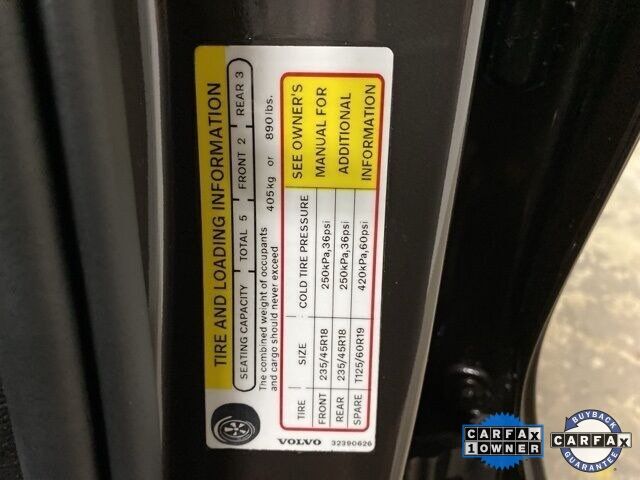 TIRE AND LOADING INFORMATION
SEATING CAPACITY TOTAL 5 FRONT 2 REAR 3
The combined weight of occupants
and cargo should never exceed 405kg or 890lbs.
TIRE SIZE COLD TIRE PRESSURE SEE OWNER'S
FRONT 235/45R18 250kPa,36psi MANUAL FOR
REAR 235/45R18 250kPa,36psi ADDITIONAL
SPARE T125/60R19 420kPa,60psi INFORMATION
VOLVO 32390626
CARFAX
1OWNER
BUYBACK
CARFAX
GUARANTEE